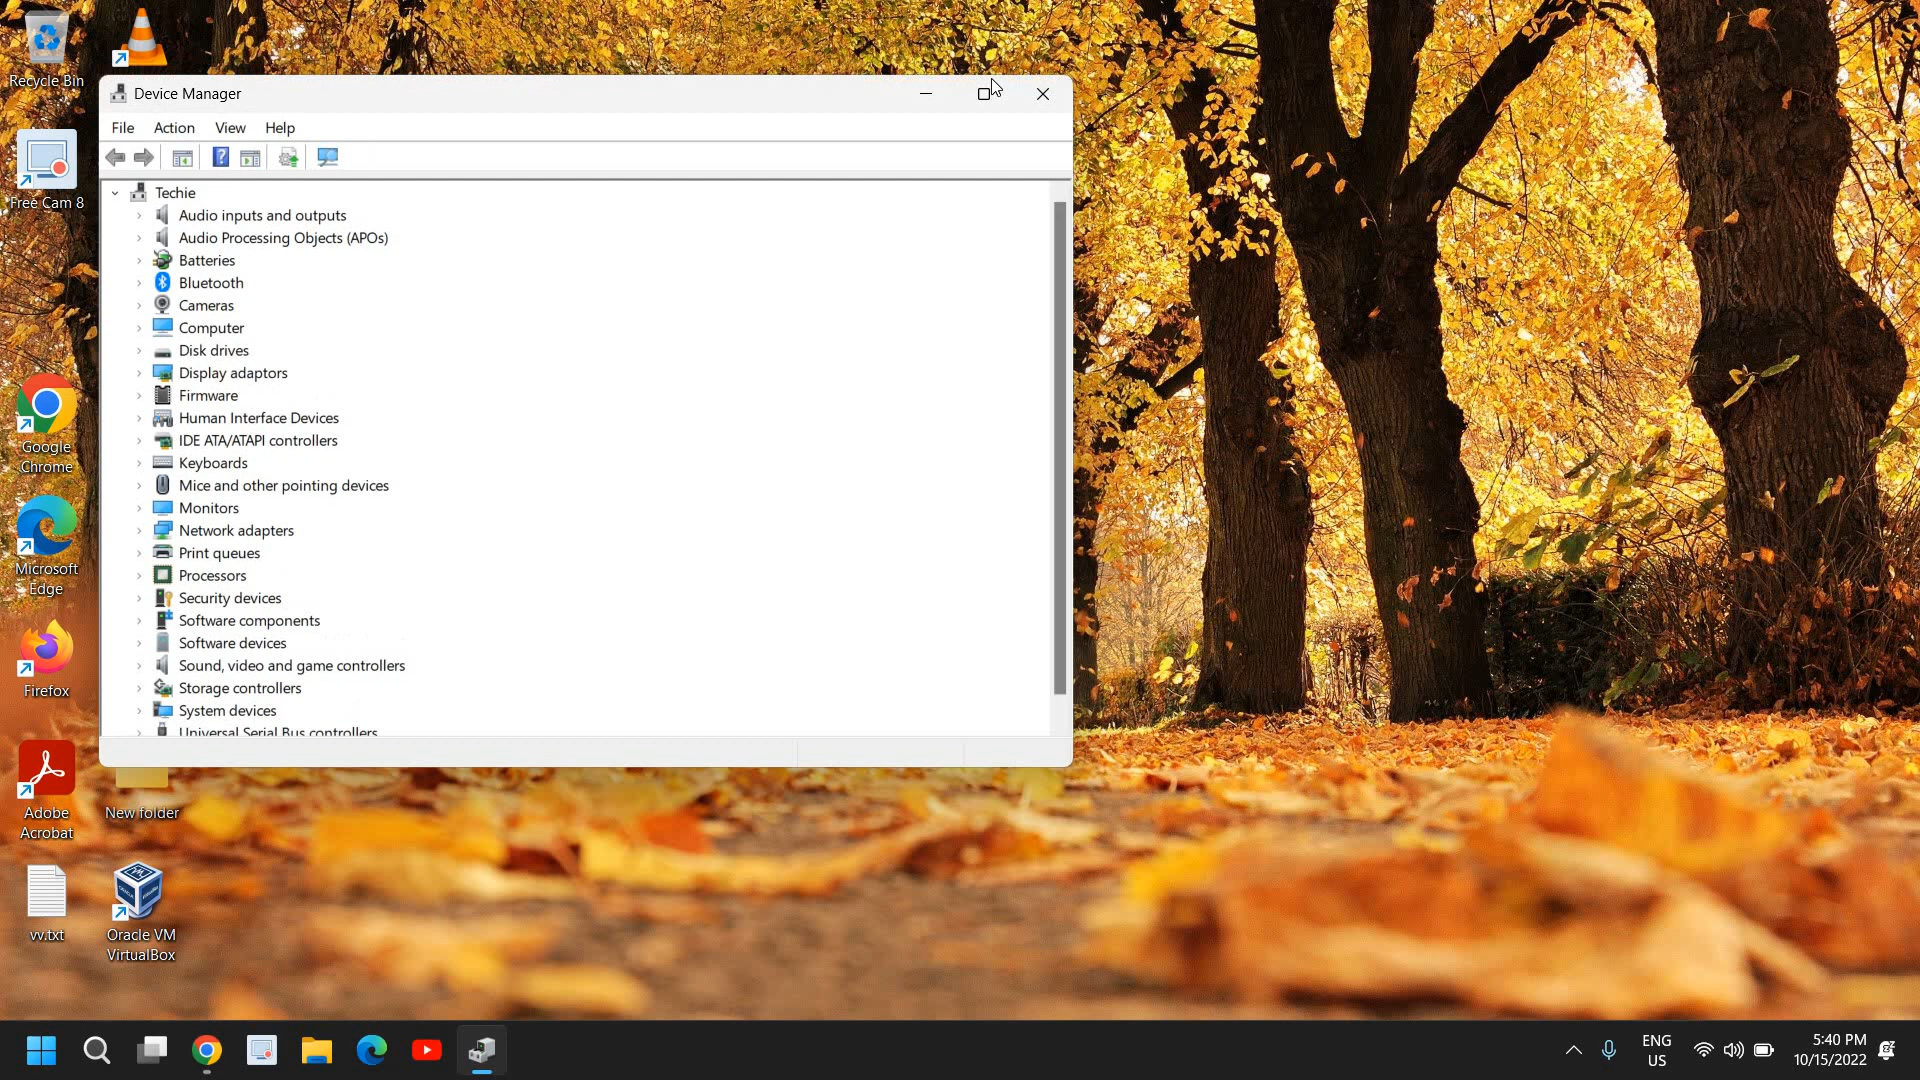 Recycle Bin
Free Cam 8
Google
Chrome
Microsoft
Edge
Firefox
Adobe
Acrobat
New folder
vv.txt
Oracle VM
VirtualBox
Device Manager
File Action View Help
Techie
Audio inputs and outputs
Audio Processing Objects (APOs)
Batteries
Bluetooth
Cameras
Computer
Disk drives
Display adaptors
Firmware
Human Interface Devices
IDE ATA/ATAPI controllers
Keyboards
Mice and other pointing devices
Monitors
Network adapters
Print queues
Processors
Security devices
Software components
Software devices
Sound, video and game controllers
Storage controllers
System devices
Universal Serial Bus controllers
ENG
US
5:40 PM
10/15/2022